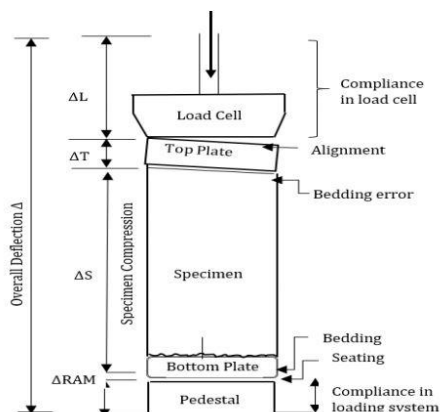 Overall Deflection Δ
ΔL
ΔT
ΔS
ΔRAM
Specimen Compression
Load Cell
Top Plate
Specimen
Bottom Plate
Pedestal
Compliance
in load cell
Alignment
Bedding error
Bedding
Seating
Compliance in
loading system